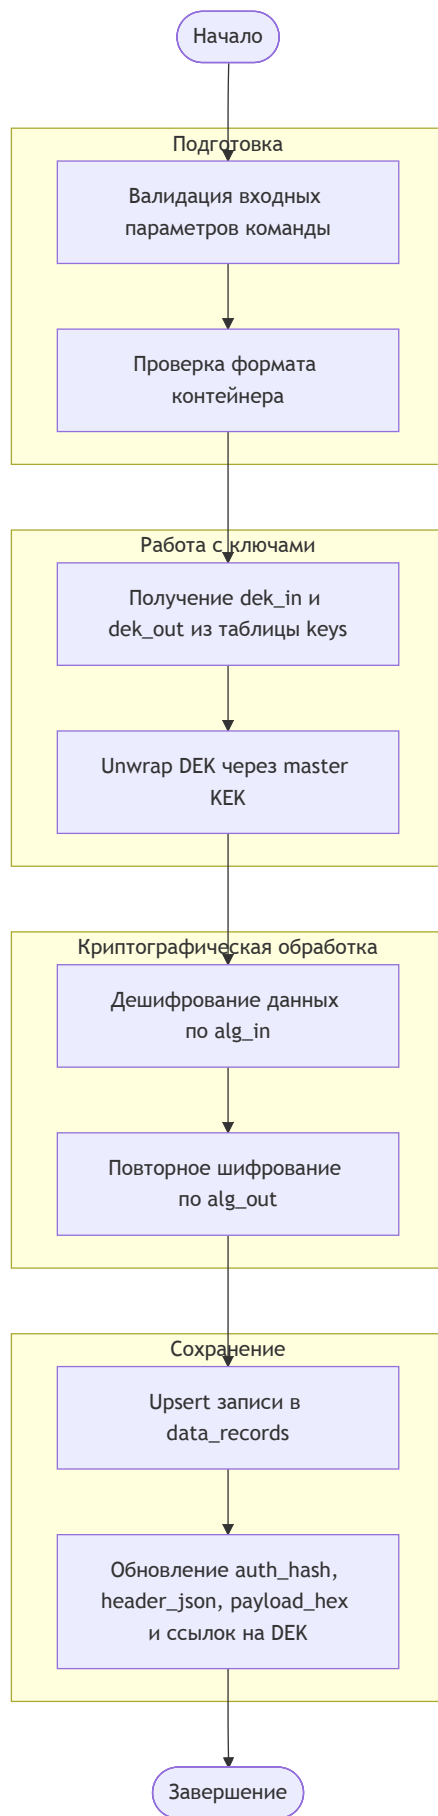 Начало
Подготовка
Валидация входных
параметров команды
Проверка формата
контейнера
Работа с ключами
Получение dek_in и
dek_out из таблицы keys
Unwrap DEK через master
KEK
Криптографическая обработка
Дешифрование данных
по alg_in
Повторное шифрование
по alg_out
Сохранение
Upsert записи в
data_records
Обновление auth_hash,
header_json, payload_hex
и ссылок на DEK
Завершение